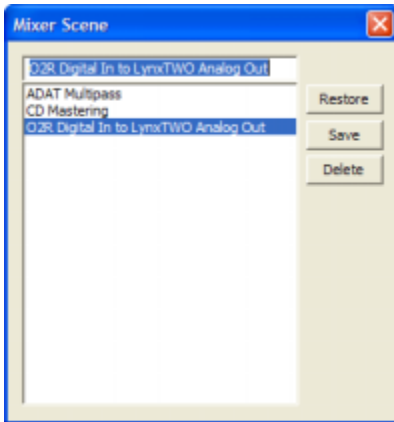 Mixer Scene
O2R Digital In to LynxTWO Analog Out
ADAT Multipass
CD Mastering
O2R Digital In to LynxTWO Analog Out
Restore
Save
Delete